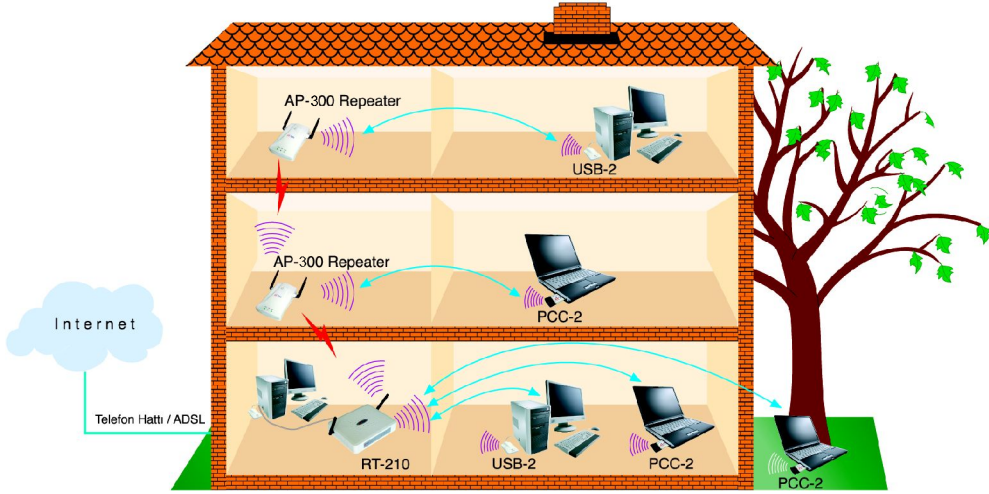 AP-300 Repeater
USB-2
AP-300 Repeater
PCC-2
Internet
Telefon Hattı / ADSL
RT-210
USB-2
PCC-2
PCC-2